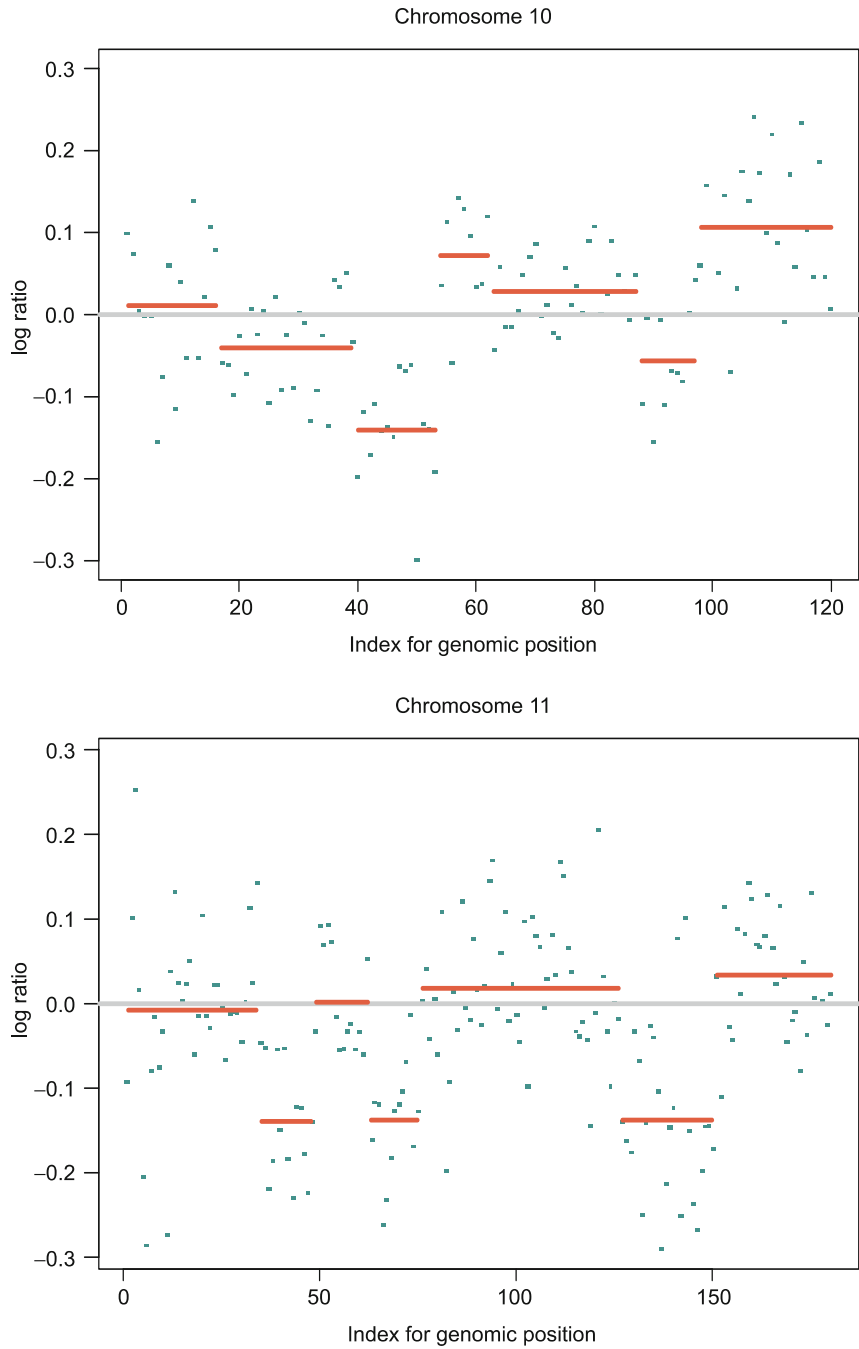 Chromosome 10
0.3
0.2
0.1
0.0
−0.1
−0.2
−0.3
log ratio
0 20 40 60 80 100 120
Index for genomic position
Chromosome 11
0.3
0.2
0.1
0.0
−0.1
−0.2
−0.3
log ratio
0 50 100 150
Index for genomic position